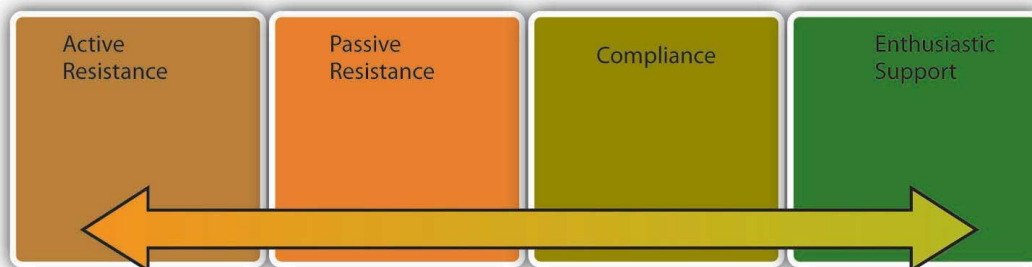 Active
Resistance
Passive
Resistance
Compliance
Enthusiastic
Support